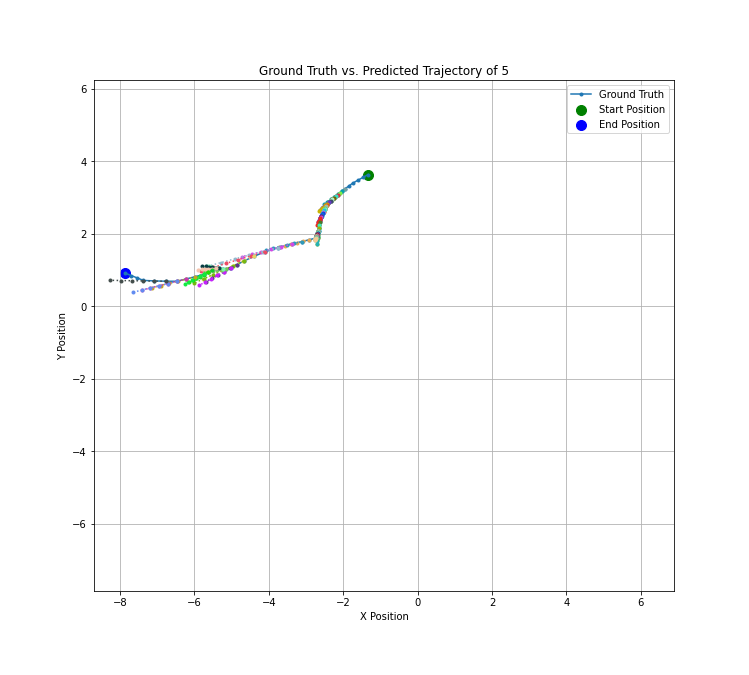 Ground Truth vs. Predicted Trajectory of 5
Ground Truth
Start Position
End Position
6
4
2
0
−2
−4
−6
Y Position
−8
−6
−4
−2
0
2
4
6
X Position